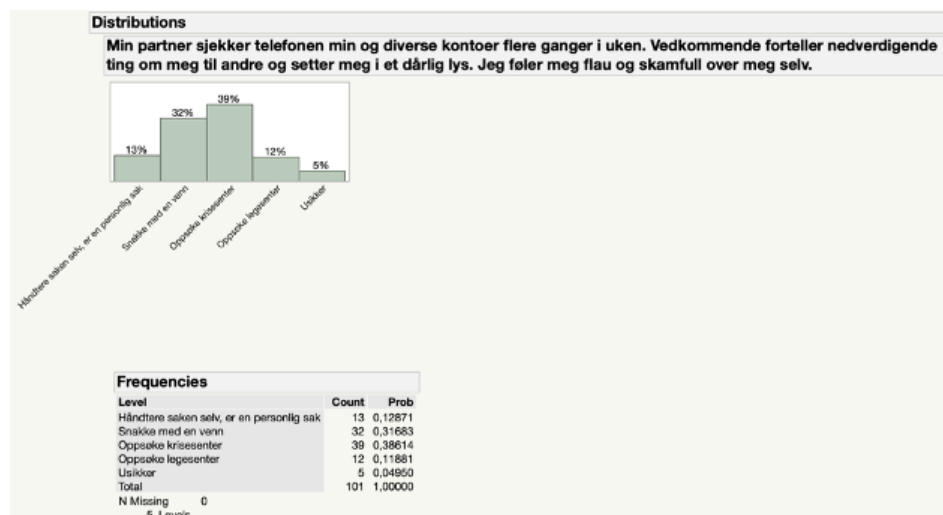 Distributions
Min partner sjekker telefonen min og diverse kontoer flere ganger i uken. Vedkommende forteller nedverdigende
ting om meg til andre og setter meg i et dårlig lys. Jeg føler meg flau og skamfull over meg selv.
13%
32%
39%
12%
5%
Håndtere saken selv, er en personlig sak
Snakke med en venn
Oppsøke krisesenter
Oppsøke legesenter
Usikker
Frequencies
Level Count Prob
Håndtere saken selv, er en personlig sak 13 0,12871
Snakke med en venn 32 0,31683
Oppsøke krisesenter 39 0,38614
Oppsøke legesenter 12 0,11881
Usikker 5 0,04950
Total 101 1,00000
N Missing 0
5 Levels